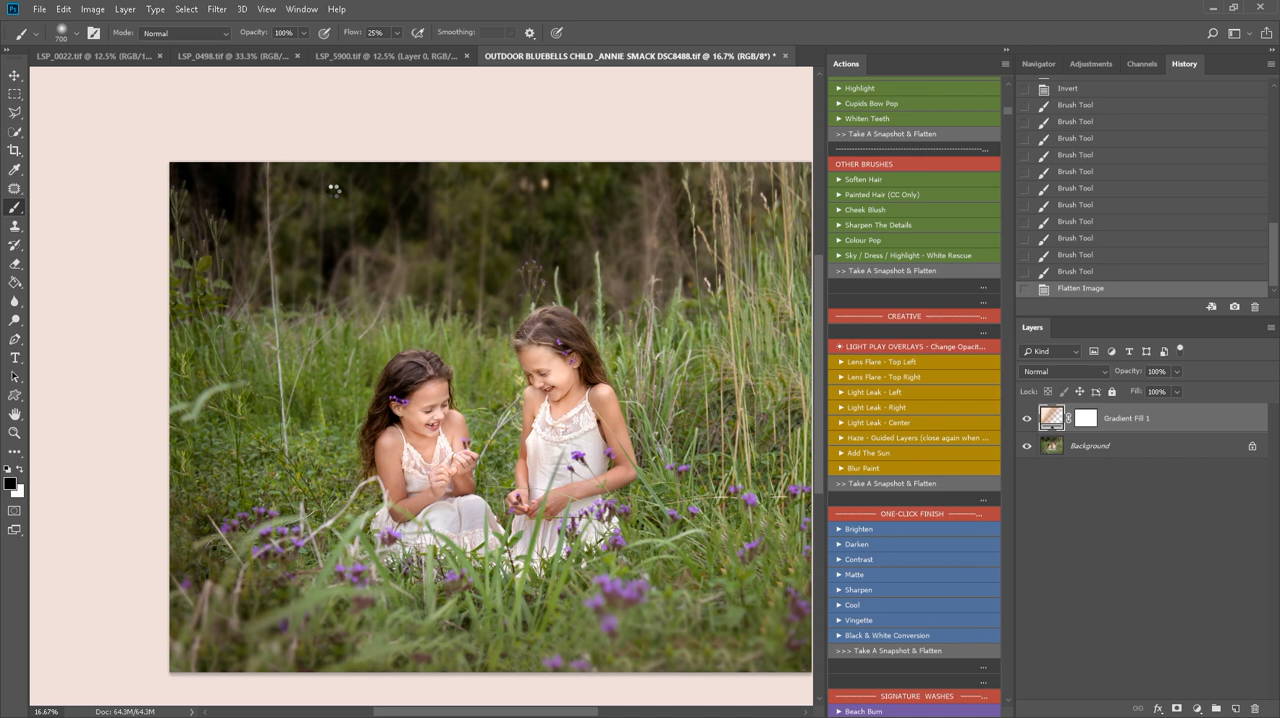 Ps File Edit Image Layer Type Select Filter 3D View Window Help
700 Mode: Normal Opacity: 100% Flow: 25% Smoothing:
LSP_0022.tif @ 12.5% (RGB/1... × LSP_0498.tif @ 33.3% (RGB/... × LSP_5900.tif @ 12.5% (Layer 0, RGB/... × OUTDOOR BLUEBELLS CHILD _ANNIE SMACK DSC8488.tif @ 16.7% (RGB/8*) * ×
Actions
Highlight
Cupids Bow Pop
Whiten Teeth
>> Take A Snapshot & Flatten
-----------------------------------------------...
OTHER BRUSHES
Soften Hair
Painted Hair (CC Only)
Cheek Blush
Sharpen The Details
Colour Pop
Sky / Dress / Highlight - White Rescue
>> Take A Snapshot & Flatten
...
...
———— CREATIVE ————...
...
☀ LIGHT PLAY OVERLAYS - Change Opacit...
Lens Flare - Top Left
Lens Flare - Top Right
Light Leak - Left
Light Leak - Right
Light Leak - Center
Haze - Guided Layers (close again when ...
Add The Sun
Blur Paint
>> Take A Snapshot & Flatten
...
———— ONE-CLICK FINISH ————...
Brighten
Darken
Contrast
Matte
Sharpen
Cool
Vingette
Black & White Conversion
>>> Take A Snapshot & Flatten
...
...
———— SIGNATURE WASHES ———...
Beach Bum
Navigator Adjustments Channels History
Invert
Brush Tool
Brush Tool
Brush Tool
Brush Tool
Brush Tool
Brush Tool
Brush Tool
Brush Tool
Brush Tool
Brush Tool
Brush Tool
Flatten Image
Layers
Kind
Normal Opacity: 100%
Lock: Fill: 100%
Gradient Fill 1
Background
16.67% Doc: 64.3M/64.3M